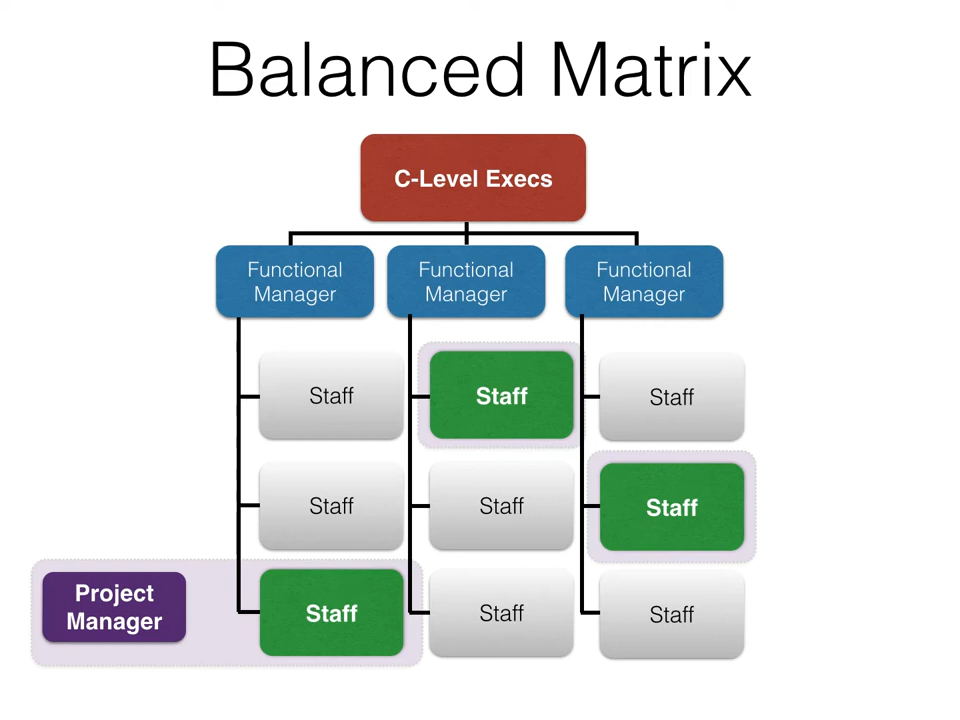 Balanced Matrix
C-Level Execs
Functional
Manager
Functional
Manager
Functional
Manager
Staff
Staff
Staff
Staff
Staff
Staff
Project
Manager
Staff
Staff
Staff